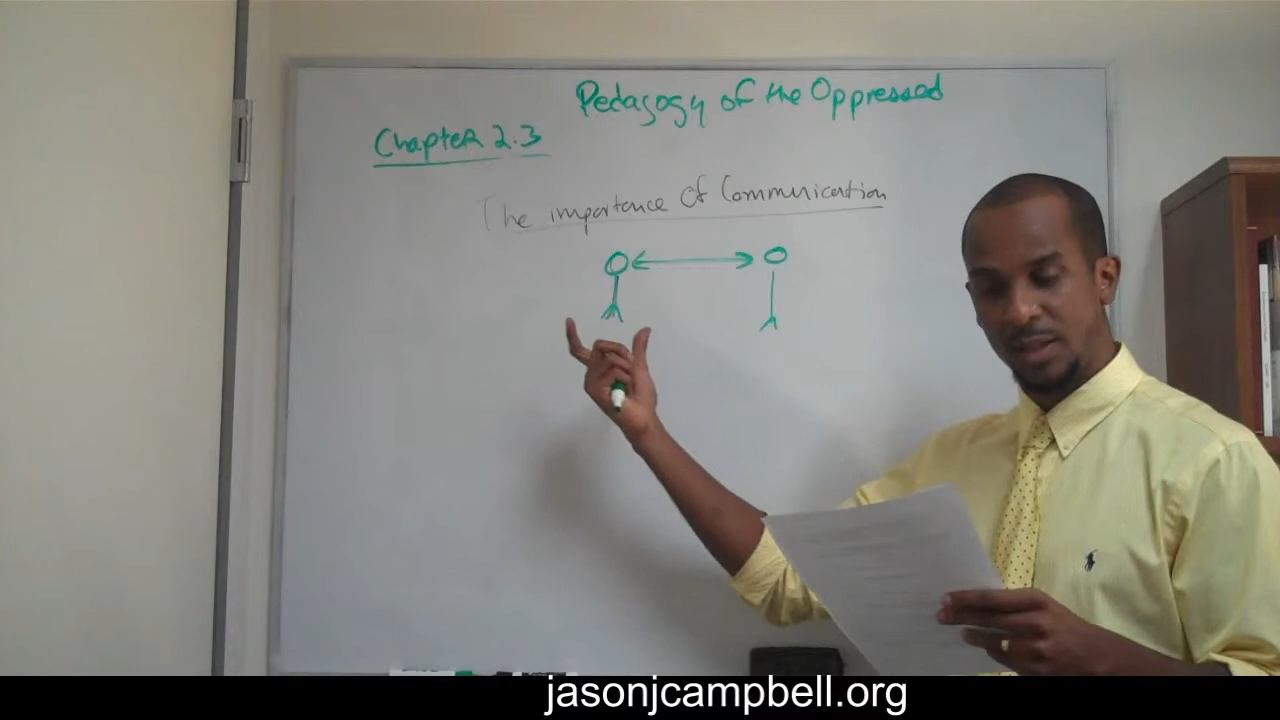 Pedagogy of the Oppressed
Chapter 2.3
The importance of Communication
jasonjcampbell.org